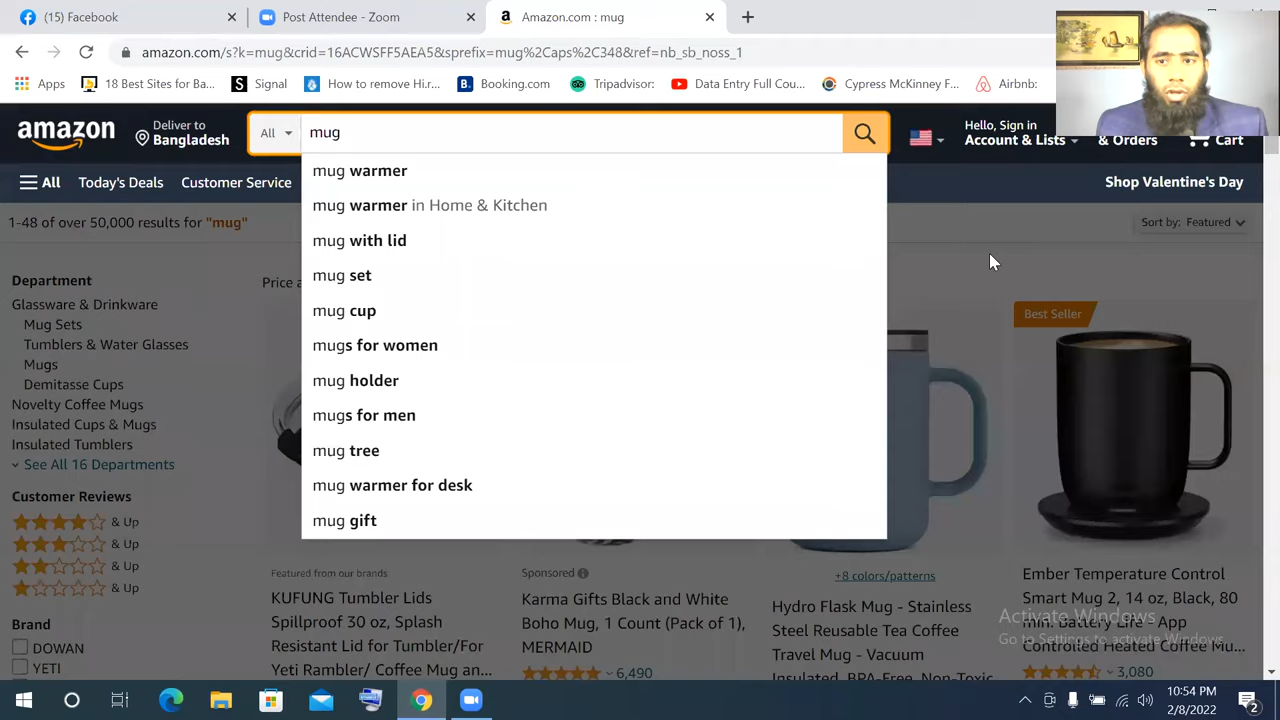 (15) Facebook
Post Attendee - Zoom
Amazon.com : mug
amazon.com/s?k=mug&crid=16ACWSFF5AEAS&sprefix=mug%2Caps%2C348&ref=nb_sb_noss_1
Apps
18 Best Sites for Ba...
Signal
How to remove Hi.r...
Booking.com
Tripadvisor:
Data Entry Full Cou...
Cypress McKinney F...
Airbnb:
amazon
Deliver to
Bangladesh
All
mug
Hello, Sign in
Account & Lists
& Orders
Cart
All
Today's Deals
Customer Service
Shop Valentine's Day
1-48 of over 50,000 results for "mug"
Sort by: Featured
mug warmer
mug warmer in Home & Kitchen
mug with lid
mug set
mug cup
mugs for women
mug holder
mugs for men
mug tree
mug warmer for desk
mug gift
Department
Glassware & Drinkware
Mug Sets
Tumblers & Water Glasses
Mugs
Demitasse Cups
Novelty Coffee Mugs
Insulated Cups & Mugs
Insulated Tumblers
See All 16 Departments
Customer Reviews
& Up
& Up
& Up
& Up
Brand
DOWAN
YETI
Price a
Featured from our brands
KUFUNG Tumbler Lids
Spillproof 30 oz, Splash
Resistant Lid for Tumbler/For
Yeti Rambler/ Coffee Mug an...
Sponsored
Karma Gifts Black and White
Boho Mug, 1 Count (Pack of 1),
MERMAID
6,490
+8 colors/patterns
Hydro Flask Mug - Stainless
Steel Reusable Tea Coffee
Travel Mug - Vacuum
Insulated, BPA-Free, Non-Toxic
Best Seller
Ember Temperature Control
Smart Mug 2, 14 oz, Black, 80
min. Battery Life - App
Controlled Heated Coffee Mu...
3,080
Activate Windows
Go to Settings to activate Windows.
10:54 PM
2/8/2022
2